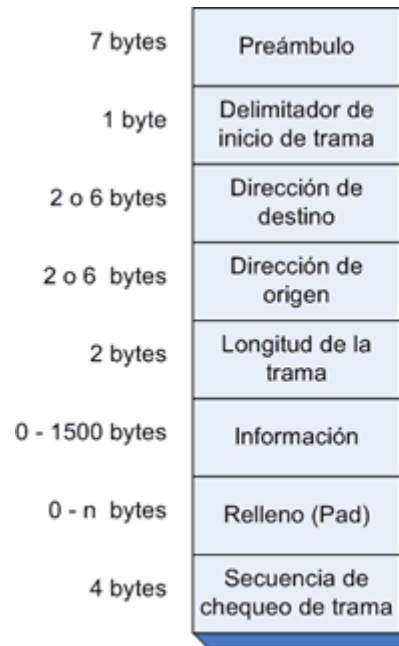 7 bytes
Preámbulo
1 byte
Delimitador de
inicio de trama
2 o 6 bytes
Dirección de
destino
2 o 6 bytes
Dirección de
origen
2 bytes
Longitud de la
trama
0 - 1500 bytes
Información
0 - n bytes
Relleno (Pad)
4 bytes
Secuencia de
chequeo de trama